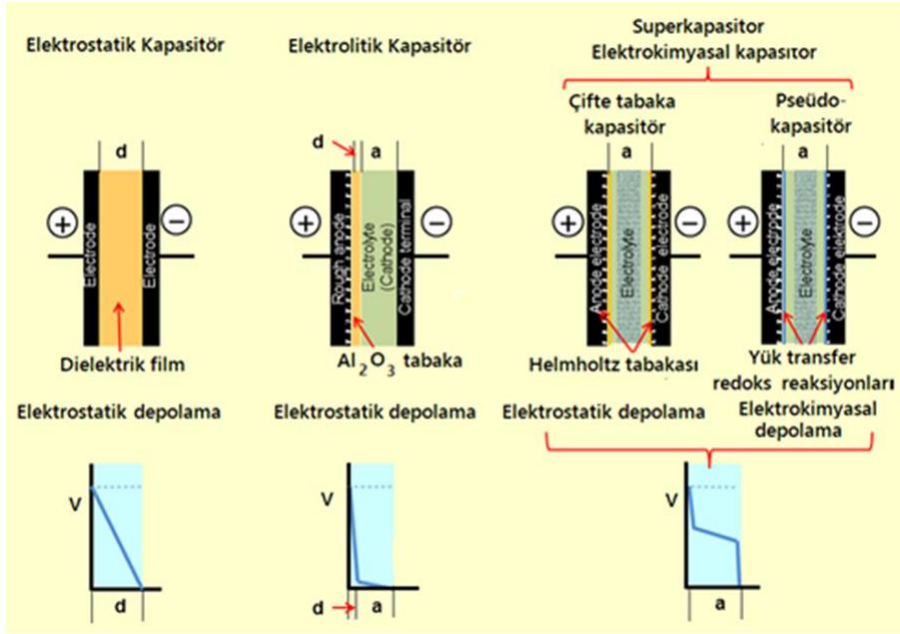 Elektrostatik Kapasitör
Elektrolitik Kapasitör
Superkapasitor
Elektrokimyasal kapasıtor
Çifte tabaka
kapasitör
Pseüdo-
kapasitör
d
d
a
a
a
+
Electrode
Electrode
−
+
Rough anode
Electrolyte
(Cathode)
Cathode terminal
−
+
Anode electrode
Electrolyte
Cathode electrode
−
+
Anode electrode
Electrolyte
Cathode electrode
−
Dielektrik film
Al2O3 tabaka
Helmholtz tabakası
Yük transfer
redoks reaksiyonları
Elektrostatik depolama
Elektrostatik depolama
Elektrostatik depolama
Elektrokimyasal
depolama
V
d
V
d
a
V
a